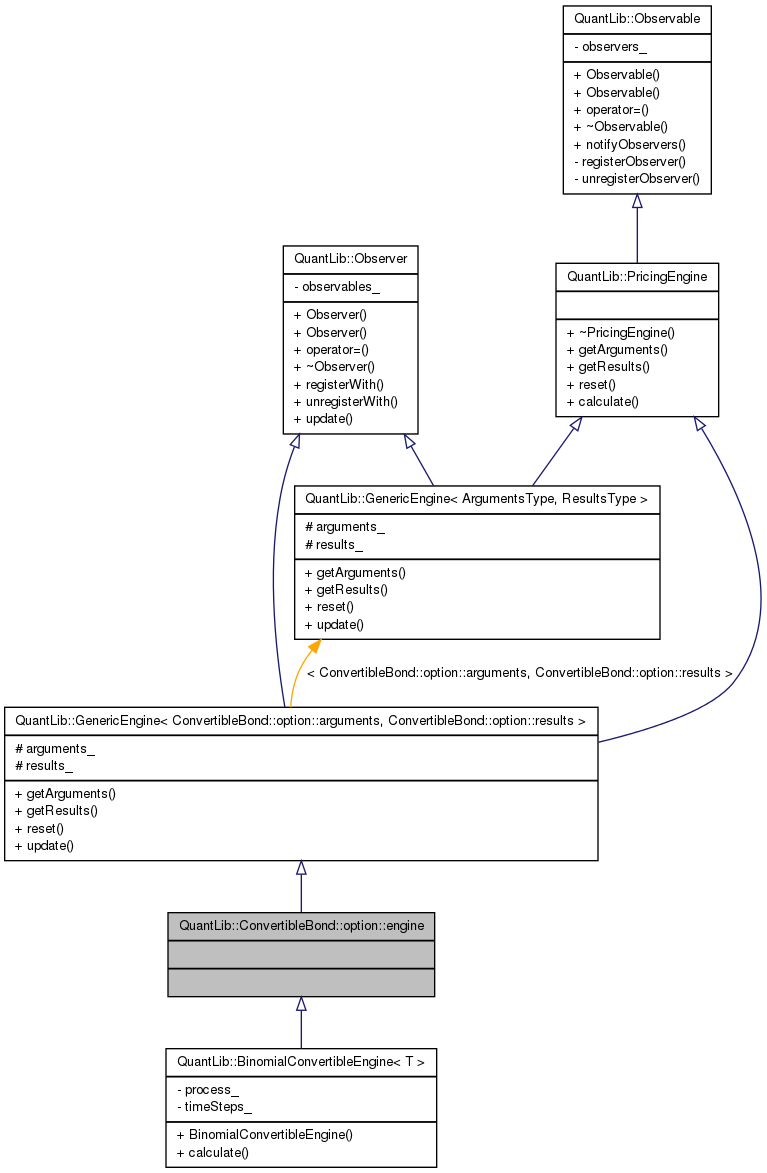 QuantLib::Observable
- observers_
+ Observable()
+ Observable()
+ operator=()
+ ~Observable()
+ notifyObservers()
- registerObserver()
- unregisterObserver()
QuantLib::Observer
- observables_
+ Observer()
+ Observer()
+ operator=()
+ ~Observer()
+ registerWith()
+ unregisterWith()
+ update()
QuantLib::PricingEngine
+ ~PricingEngine()
+ getArguments()
+ getResults()
+ reset()
+ calculate()
QuantLib::GenericEngine< ArgumentsType, ResultsType >
# arguments_
# results_
+ getArguments()
+ getResults()
+ reset()
+ update()
< ConvertibleBond::option::arguments, ConvertibleBond::option::results >
QuantLib::GenericEngine< ConvertibleBond::option::arguments, ConvertibleBond::option::results >
# arguments_
# results_
+ getArguments()
+ getResults()
+ reset()
+ update()
QuantLib::ConvertibleBond::option::engine
QuantLib::BinomialConvertibleEngine< T >
- process_
- timeSteps_
+ BinomialConvertibleEngine()
+ calculate()